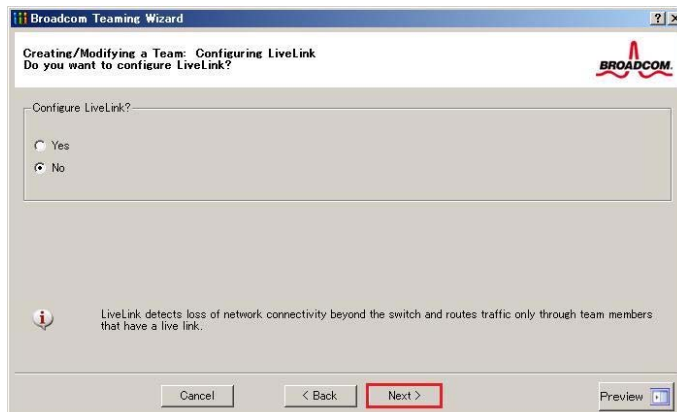 Broadcom Teaming Wizard
Creating/Modifying a Team: Configuring LiveLink
Do you want to configure LiveLink?
BROADCOM.
Configure LiveLink?
Yes
No
LiveLink detects loss of network connectivity beyond the switch and routes traffic only through team members
that have a live link.
Cancel
< Back
Next >
Preview